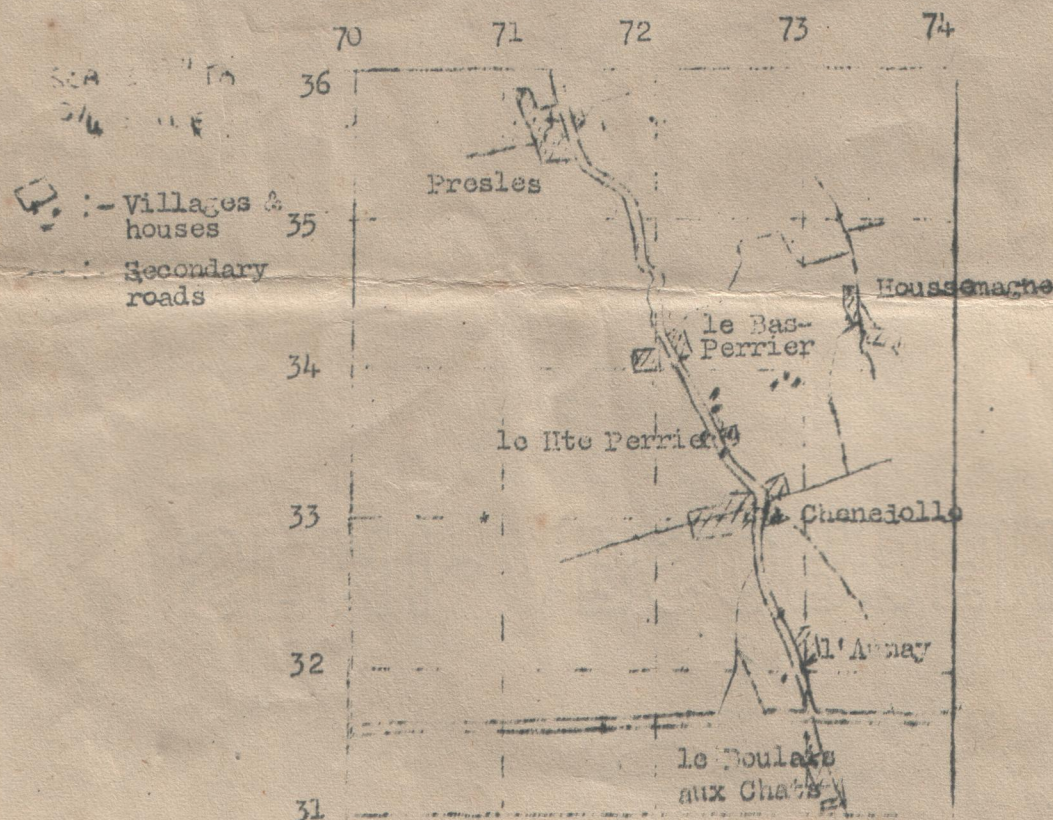 70 71 72 73 74
36
Presles
:- Villages &
houses
35
: Secondary
roads
Houssemagne
le Bas-
Perrier
34
le Hte Perrier
33
Chenedolle
l'Aunay
32
le Boulais
aux Chats
31